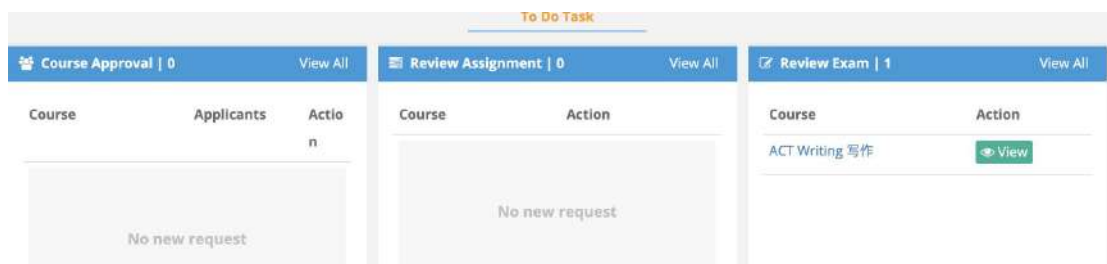 To Do Task
Course Approval | 0 View All
Course Applicants Actio
n
No new request
Review Assignment | 0 View All
Course Action
No new request
Review Exam | 1 View All
Course Action
ACT Writing 写作 View